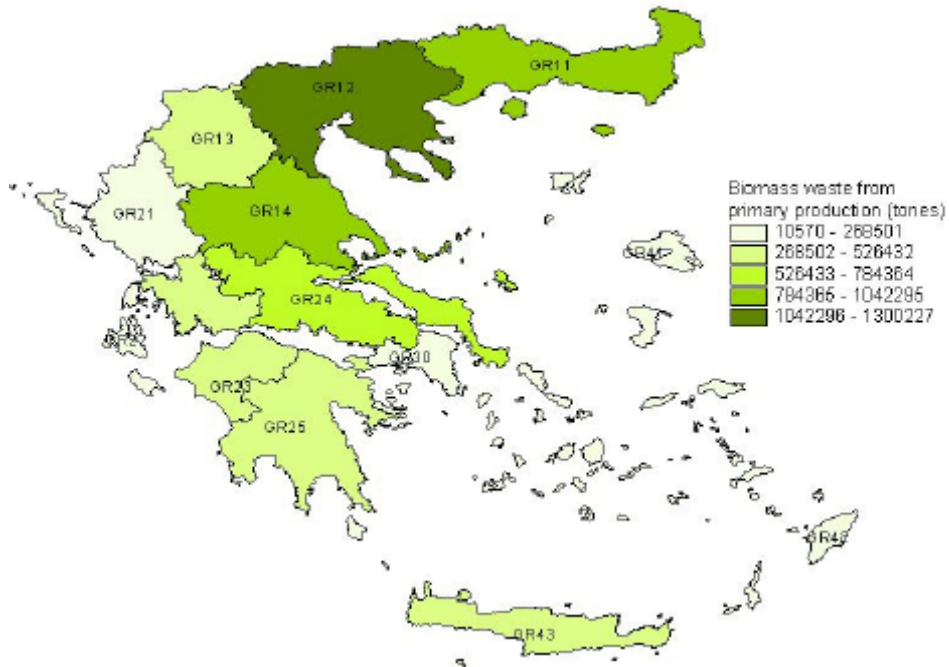 GR11
GR12
GR13
GR21
GR14
Biomass waste from
primary production (tones)
10570 - 268501
268502 - 526432
526433 - 784364
784365 - 1042295
1042296 - 1300227
GR24
GR30
GR23
GR25
GR43